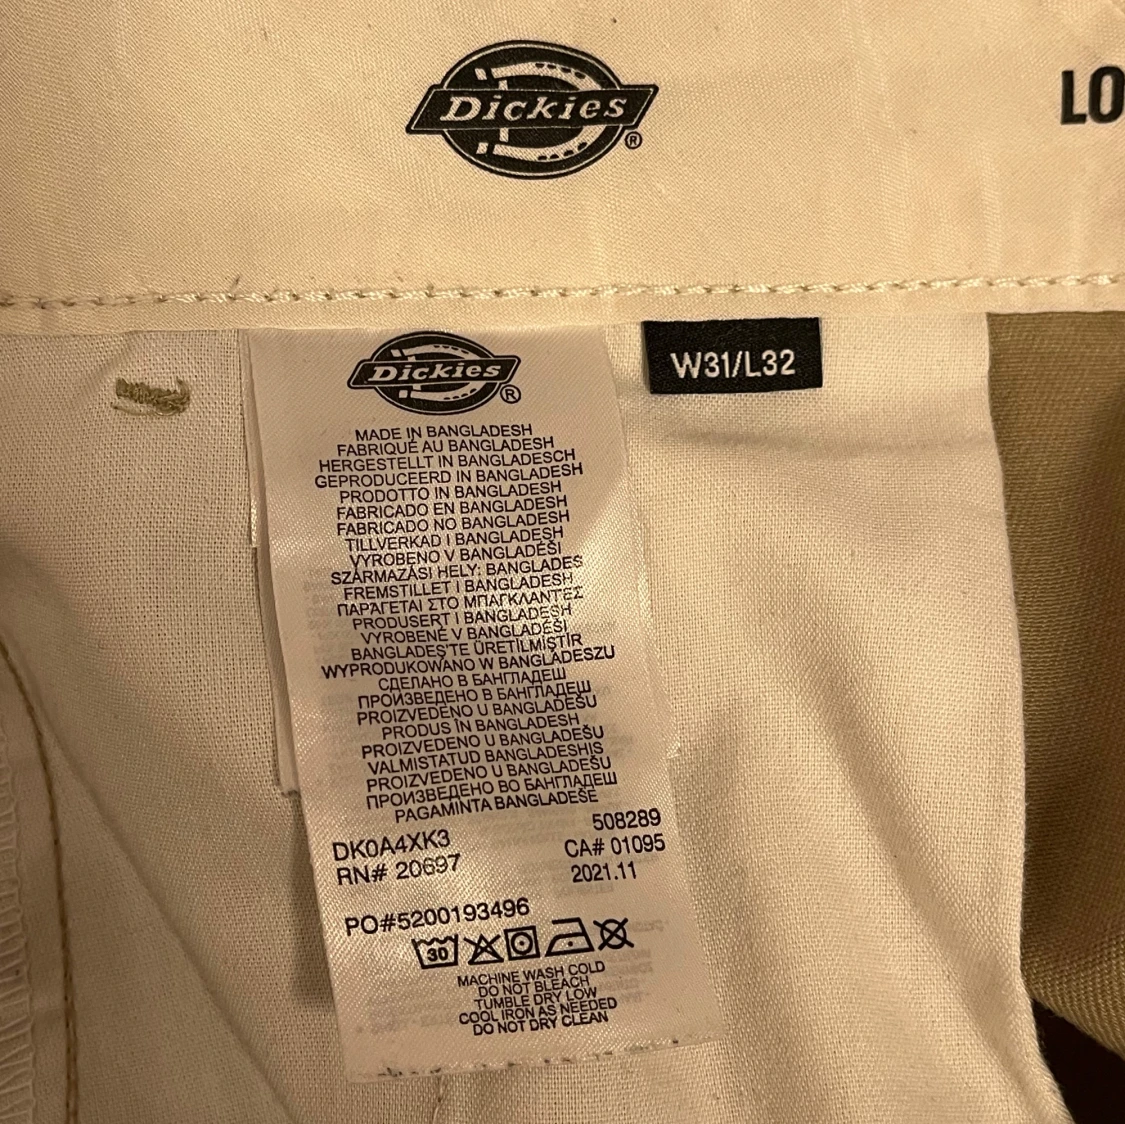 Dickies
®
LO
Dickies
®
W31/L32
MADE IN BANGLADESH
FABRIQUÉ AU BANGLADESH
HERGESTELLT IN BANGLADESCH
GEPRODUCEERD IN BANGLADESH
PRODOTTO IN BANGLADESH
FABRICADO EN BANGLADESH
FABRICADO NO BANGLADESH
TILLVERKAD I BANGLADESH
VYROBENO V BANGLADÉŠI
SZÁRMAZÁSI HELY: BANGLADES
FREMSTILLET I BANGLADESH
ΠΑΡΑΓΕΤΑΙ ΣΤΟ ΜΠΑΓΚΛΑΝΤΕΣ
PRODUSERT I BANGLADESH
VYROBENÉ V BANGLADÉŠI
BANGLADEŞ'TE ÜRETİLMİŞTİR
WYPRODUKOWANO W BANGLADESZU
СДЕЛАНО В БАНГЛАДЕШ
ПРОИЗВЕДЕНО В БАНГЛАДЕШ
PROIZVEDENO U BANGLADEŠU
PRODUS ÎN BANGLADESH
PROIZVEDENO U BANGLADEŠU
VALMISTATUD BANGLADESHIS
PROIZVEDENO U BANGLADEŠU
ПРОИЗВЕДЕНО ВО БАНГЛАДЕШ
PAGAMINTA BANGLADEŠE
508289
DK0A4XK3
CA# 01095
RN# 20697
2021.11
PO#5200193496
30
MACHINE WASH COLD
DO NOT BLEACH
TUMBLE DRY LOW
COOL IRON AS NEEDED
DO NOT DRY CLEAN